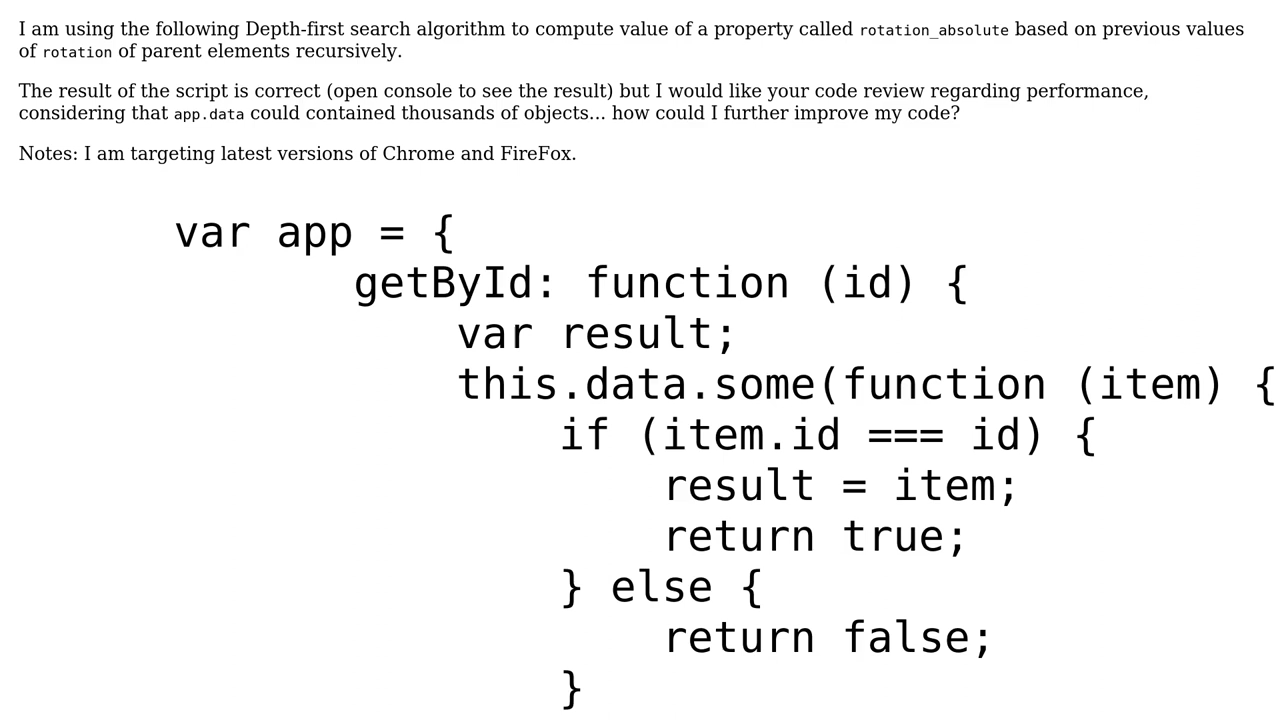 I am using the following Depth-first search algorithm to compute value of a property called rotation_absolute based on previous values
of rotation of parent elements recursively.
The result of the script is correct (open console to see the result) but I would like your code review regarding performance,
considering that app.data could contained thousands of objects... how could I further improve my code?
Notes: I am targeting latest versions of Chrome and FireFox.
var app = {
getById: function (id) {
var result;
this.data.some(function (item) {
if (item.id === id) {
result = item;
return true;
} else {
return false;
}